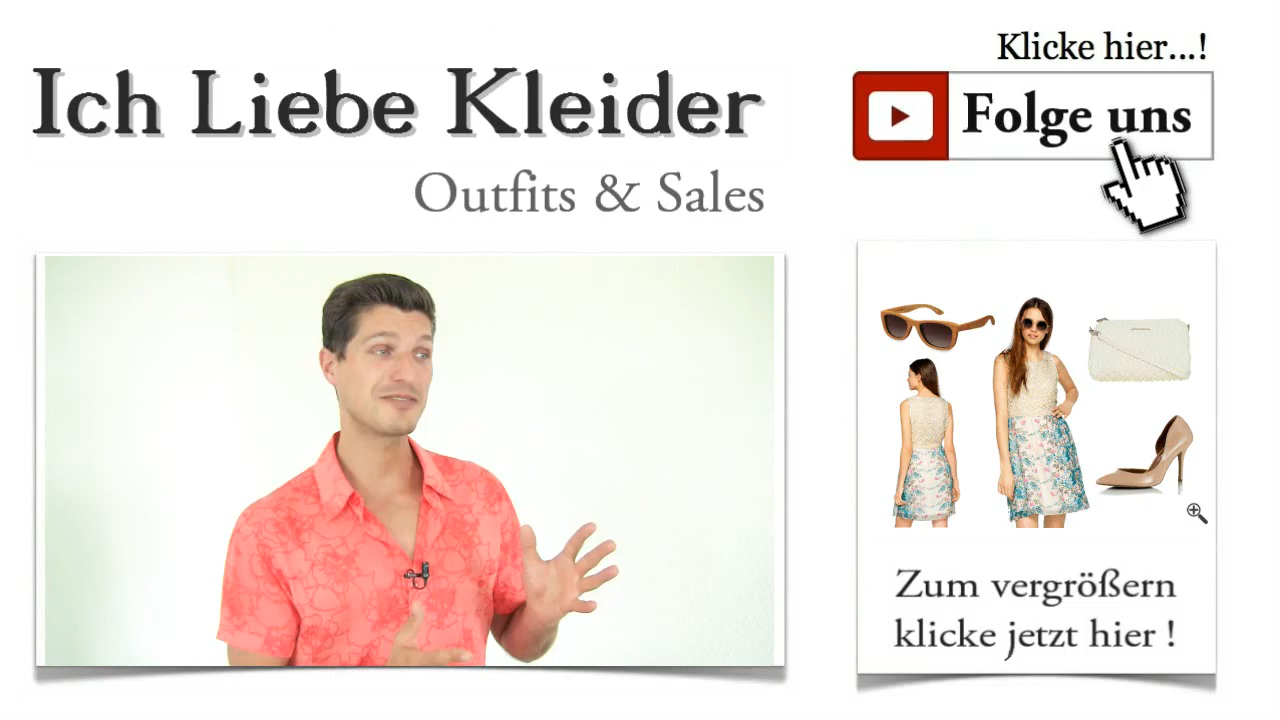 Ich Liebe Kleider
Outfits & Sales
Klicke hier...!
Folge uns
Zum vergrößern
klicke jetzt hier !